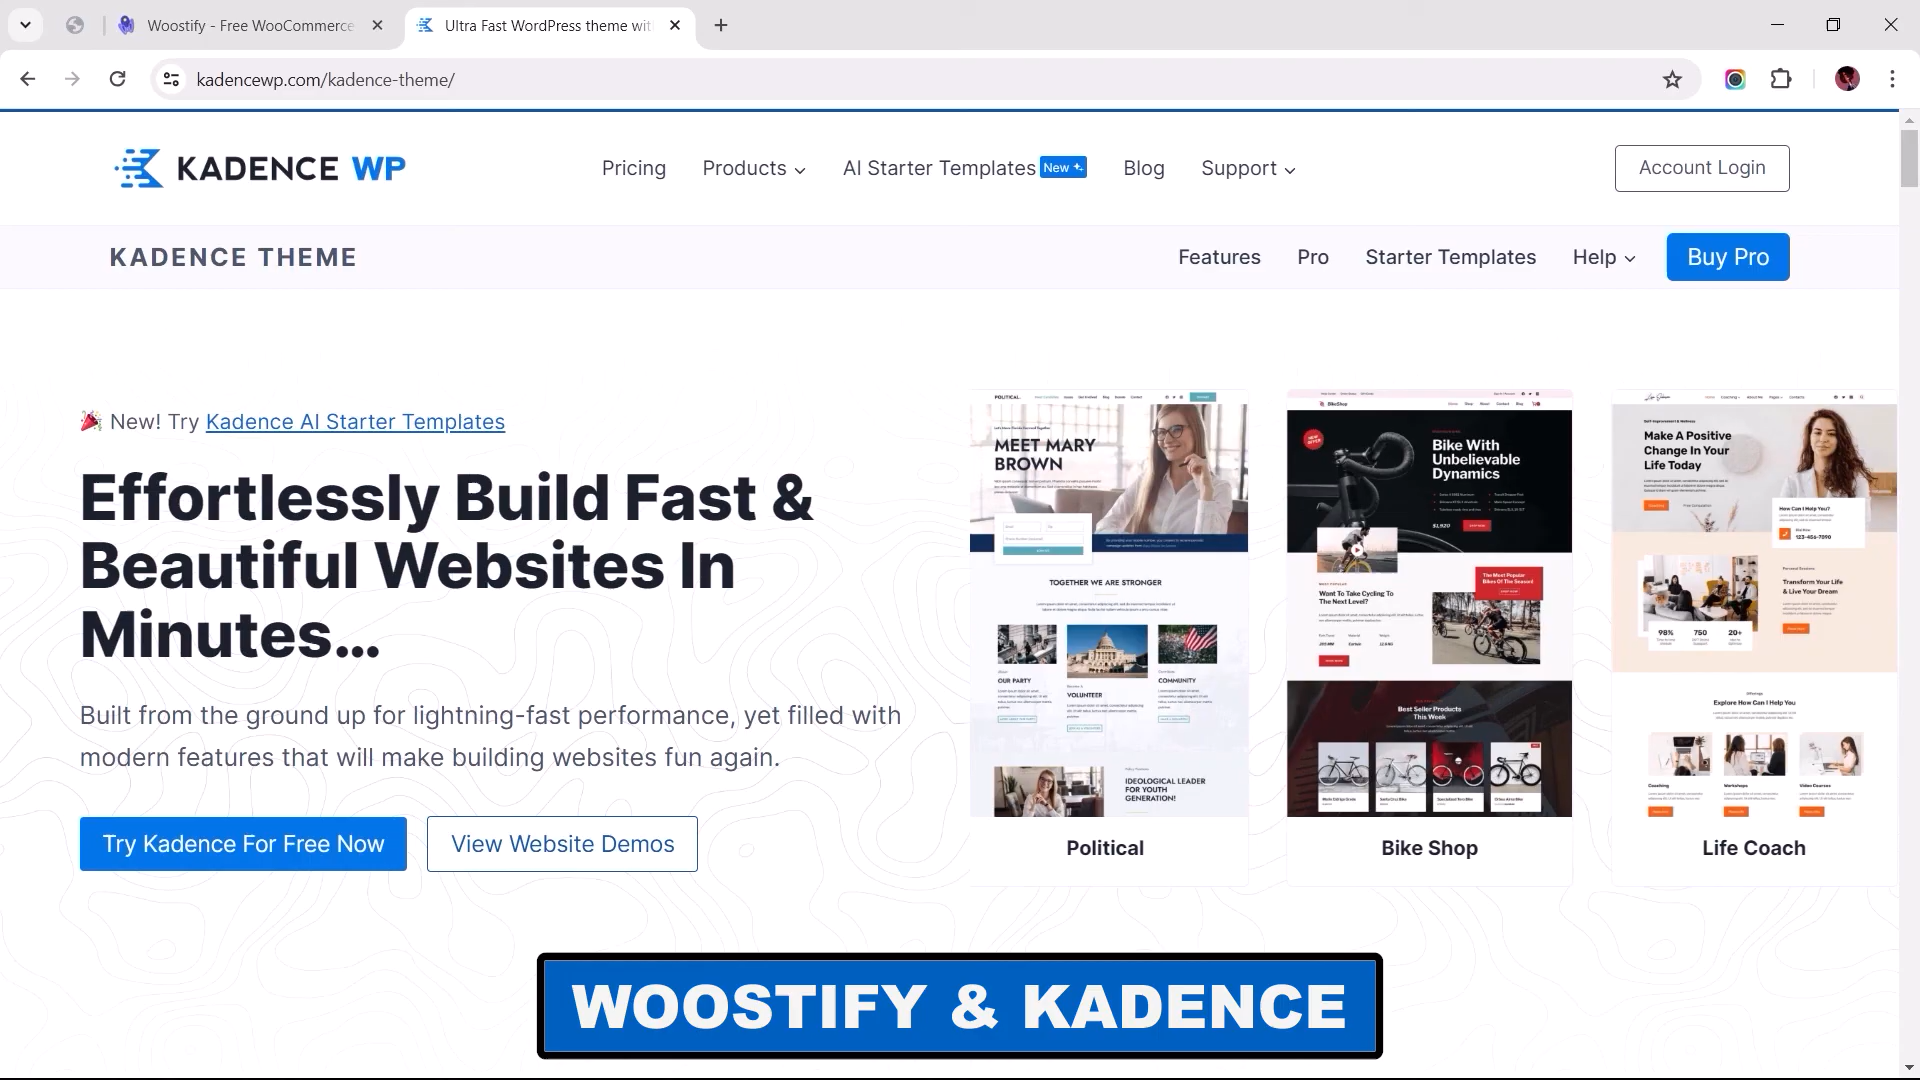 Woostify - Free WooCommerce
Ultra Fast WordPress theme wit
kadencewp.com/kadence-theme/
KADENCE WP
Pricing
Products
AI Starter Templates
New
Blog
Support
Account Login
KADENCE THEME
Features
Pro
Starter Templates
Help
Buy Pro
New! Try Kadence AI Starter Templates
Effortlessly Build Fast &
Beautiful Websites In
Minutes...
Built from the ground up for lightning-fast performance, yet filled with
modern features that will make building websites fun again.
Try Kadence For Free Now
View Website Demos
POLITICAL.
MEET MARY
BROWN
TOGETHER WE ARE STRONGER
OUR PARTY
VOLUNTEER
COMMUNITY
IDEOLOGICAL LEADER
FOR YOUTH
GENERATION!
Political
BikeShop
Bike With
Unbelievable
Dynamics
$1,920
The Most Popular
Bikes Of The Season!
Want To Take Cycling To
The Next Level?
Best Seller Products
This Week
Bike Shop
Make A Positive
Change In Your
Life Today
How Can I Help You?
123-456-7890
Transform Your Life
& Live Your Dream
98%
750
20+
Explore How Can I Help You
Coaching
Workshops
Video Courses
Life Coach
WOOSTIFY & KADENCE